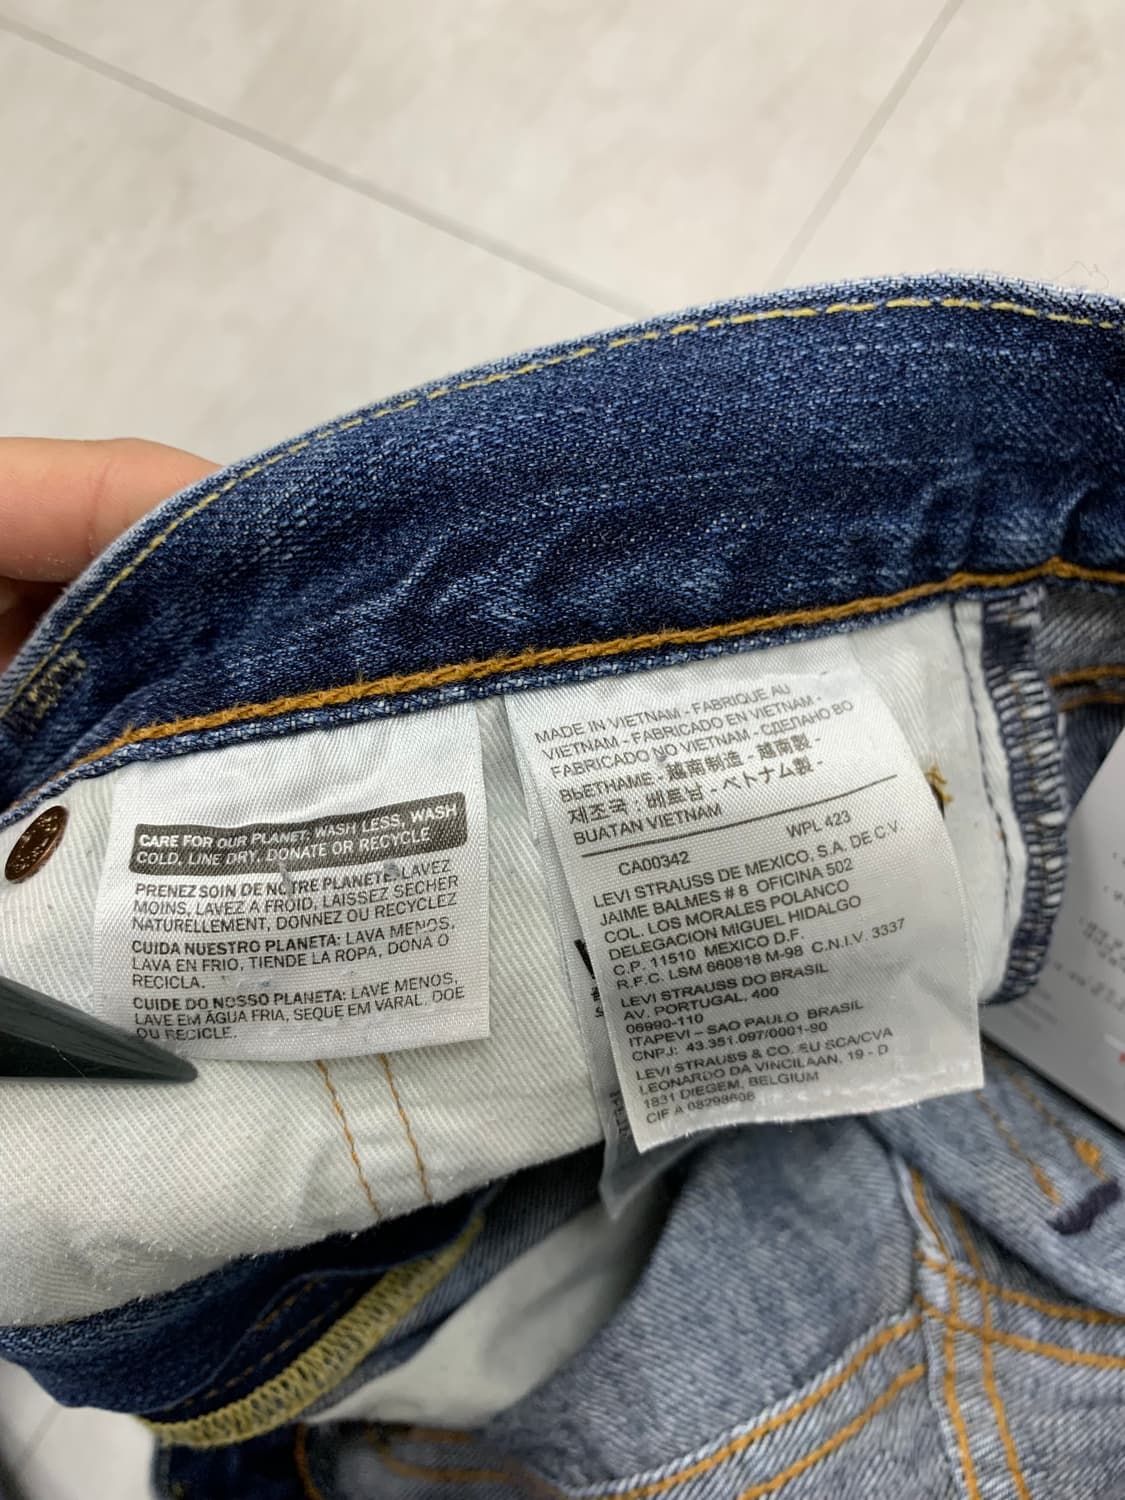 CARE FOR OUR PLANET: WASH LESS, WASH
COLD, LINE DRY, DONATE OR RECYCLE
PRENEZ SOIN DE NOTRE PLANETE: LAVEZ
MOINS, LAVEZ A FROID, LAISSEZ SECHER
NATURELLEMENT, DONNEZ OU RECYCLEZ
CUIDA NUESTRO PLANETA: LAVA MENOS,
LAVA EN FRIO, TIENDE LA ROPA, DONA O
RECICLA.
CUIDE DO NOSSO PLANETA: LAVE MENOS,
LAVE EM ÁGUA FRIA, SEQUE EM VARAL, DOE
OU RECICLE.
MADE IN VIETNAM - FABRIQUE AU
VIETNAM - FABRICADO EN VIETNAM -
FABRICADO NO VIETNAM - СДЕЛАНО ВО
ВЬЕТНАМЕ - 越南制造 - 越南製 -
제조국 : 베트남 - ベトナム製 -
BUATAN VIETNAM
CA00342 WPL 423
LEVI STRAUSS DE MEXICO, S.A. DE C.V.
JAIME BALMES # 8 OFICINA 502
COL. LOS MORALES POLANCO
DELEGACION MIGUEL HIDALGO
C.P. 11510 MEXICO D.F.
R.F.C. LSM 660818 M-98 C.N.I.V. 3337
LEVI STRAUSS DO BRASIL
AV. PORTUGAL. 400
06990-110
ITAPEVI – SAO PAULO BRASIL
CNPJ: 43.351.097/0001-90
LEVI STRAUSS & CO. EU SCA/CVA
LEONARDO DA VINCILAAN, 19 - D
1831 DIEGEM, BELGIUM
CIF A 08298606